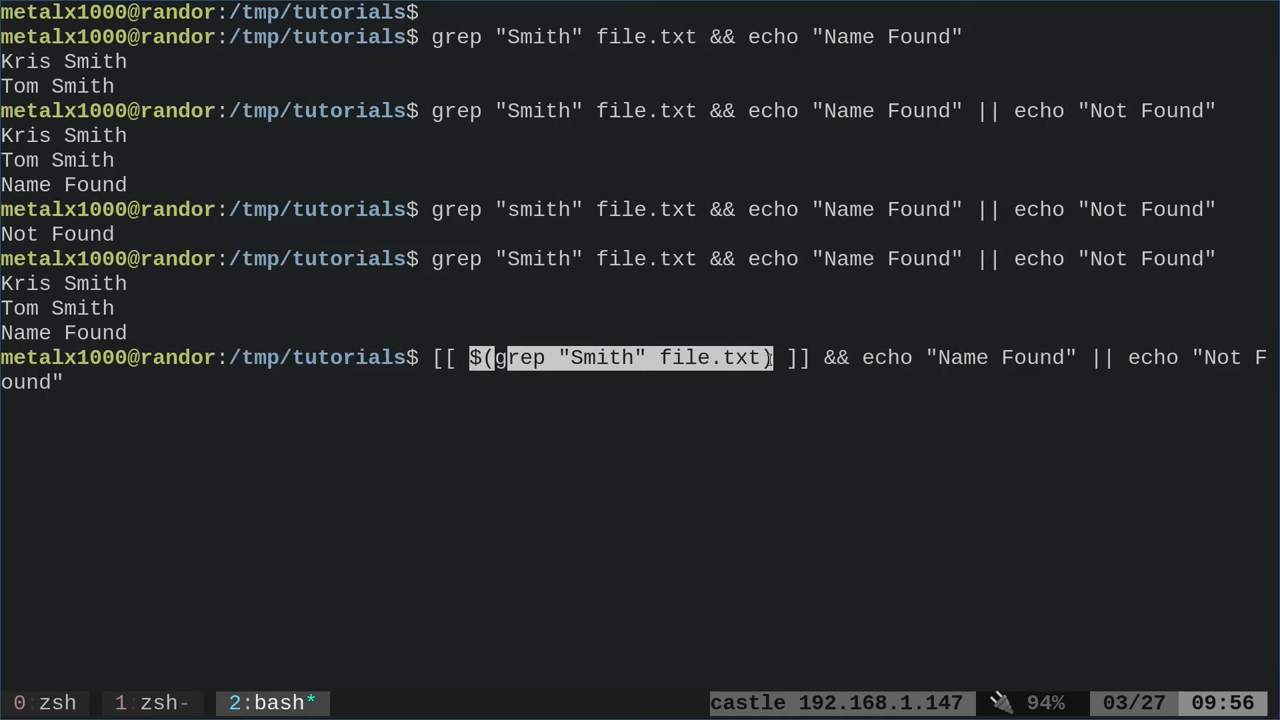 metalx1000@randor:/tmp/tutorials$
metalx1000@randor:/tmp/tutorials$ grep "Smith" file.txt && echo "Name Found"
Kris Smith
Tom Smith
metalx1000@randor:/tmp/tutorials$ grep "Smith" file.txt && echo "Name Found" || echo "Not Found"
Kris Smith
Tom Smith
Name Found
metalx1000@randor:/tmp/tutorials$ grep "smith" file.txt && echo "Name Found" || echo "Not Found"
Not Found
metalx1000@randor:/tmp/tutorials$ grep "Smith" file.txt && echo "Name Found" || echo "Not Found"
Kris Smith
Tom Smith
Name Found
metalx1000@randor:/tmp/tutorials$ [[ $(grep "Smith" file.txt) ]] && echo "Name Found" || echo "Not F
ound"
0:zsh 1:zsh- 2:bash* castle 192.168.1.147 94% 03/27 09:56